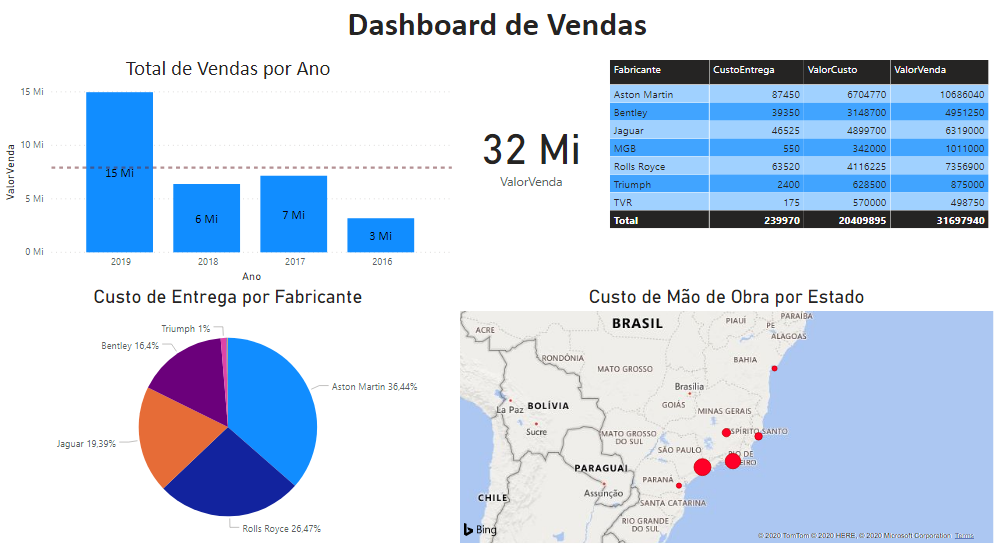 Dashboard de Vendas
Total de Vendas por Ano
ValorVenda
15 Mi
10 Mi
5 Mi
0 Mi
15 Mi
6 Mi
7 Mi
3 Mi
2019 2018 2017 2016
Ano
32 Mi
ValorVenda
Fabricante CustoEntrega ValorCusto ValorVenda
Aston Martin 87450 6704770 10686040
Bentley 39350 3148700 4951250
Jaguar 46525 4899700 6319000
MGB 550 342000 1011000
Rolls Royce 63520 4116225 7356900
Triumph 2400 628500 875000
TVR 175 570000 498750
Total 239970 20409895 31697940
Custo de Entrega por Fabricante
Triumph 1%
Bentley 16,4%
Aston Martin 36,44%
Jaguar 19,39%
Rolls Royce 26,47%
Custo de Mão de Obra por Estado
BRASIL
PARAÍBA
PIAUÍ
PE
ACRE
ALAGOAS
RONDÔNIA
BAHIA
MATO GROSSO
Brasília
GOIÁS
BOLÍVIA
La Paz
MINAS GERAIS
Sucre
MATO GROSSO
DO SUL
ESPÍRITO SANTO
SÃO PAULO
RIO DE
JANEIRO
PARAGUAI
PARANÁ
Assunção
CHILE
SANTA CATARINA
RIO GRANDE
DO SUL
Bing
© 2020 TomTom © 2020 HERE, © 2020 Microsoft Corporation Terms